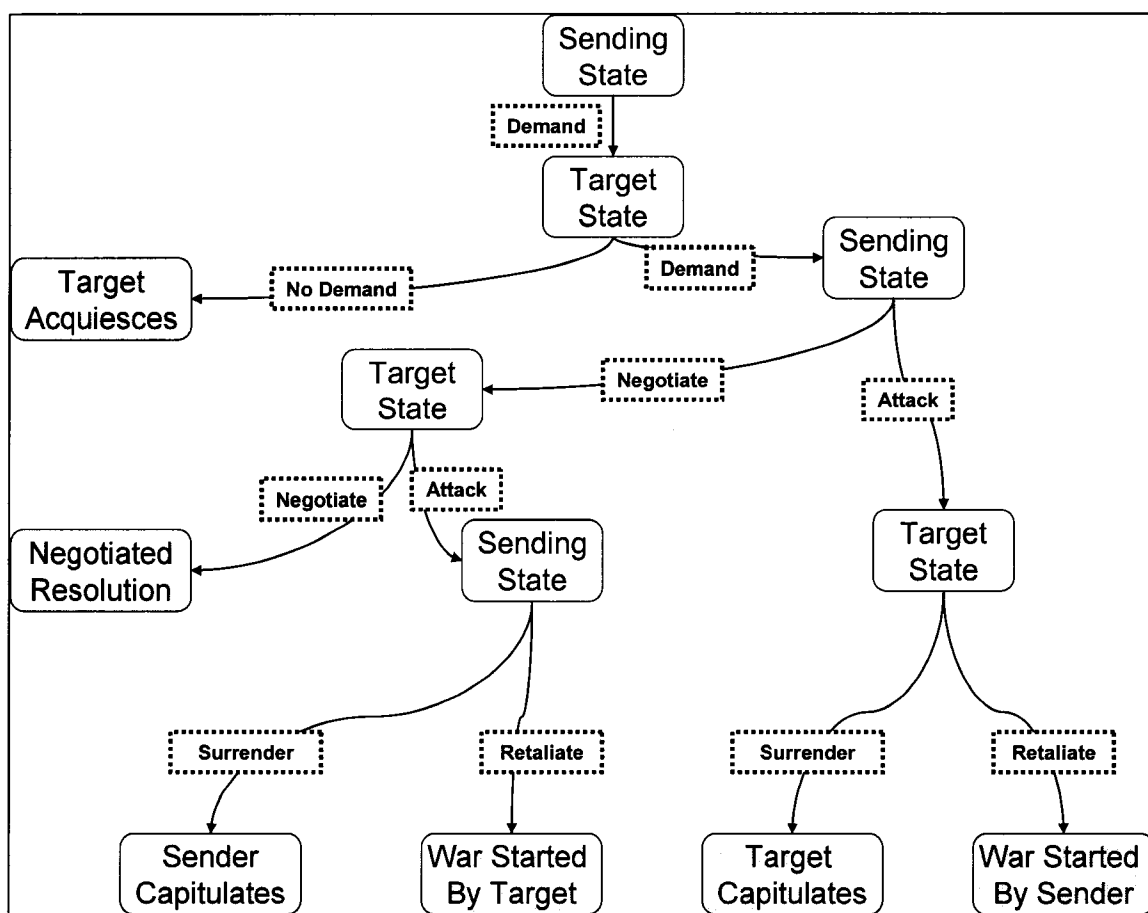 Sending
State
Demand
Target
State
Sending
State
Demand
No Demand
Target
Acquiesces
Target
State
Negotiate
Attack
Negotiate
Attack
Negotiated
Resolution
Sending
State
Target
State
Surrender
Retaliate
Surrender
Retaliate
Sender
Capitulates
War Started
By Target
Target
Capitulates
War Started
By Sender